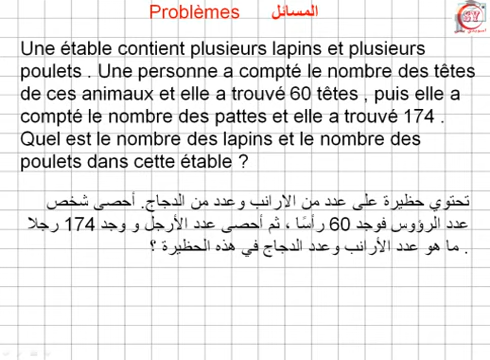 Problèmes المسائل
Une étable contient plusieurs lapins et plusieurs
poulets . Une personne a compté le nombre des têtes
de ces animaux et elle a trouvé 60 têtes , puis elle a
compté le nombre des pattes et elle a trouvé 174 .
Quel est le nombre des lapins et le nombre des
poulets dans cette étable ?
تحتوي حظيرة على عدد من الارانب وعدد من الدجاج. أحصى شخص
عدد الرؤوس فوجد 60 رأسًا ، ثم أحصى عدد الأرجل و وجد 174 رجلا
. ما هو عدد الأرانب وعدد الدجاج في هذه الحظيرة ؟